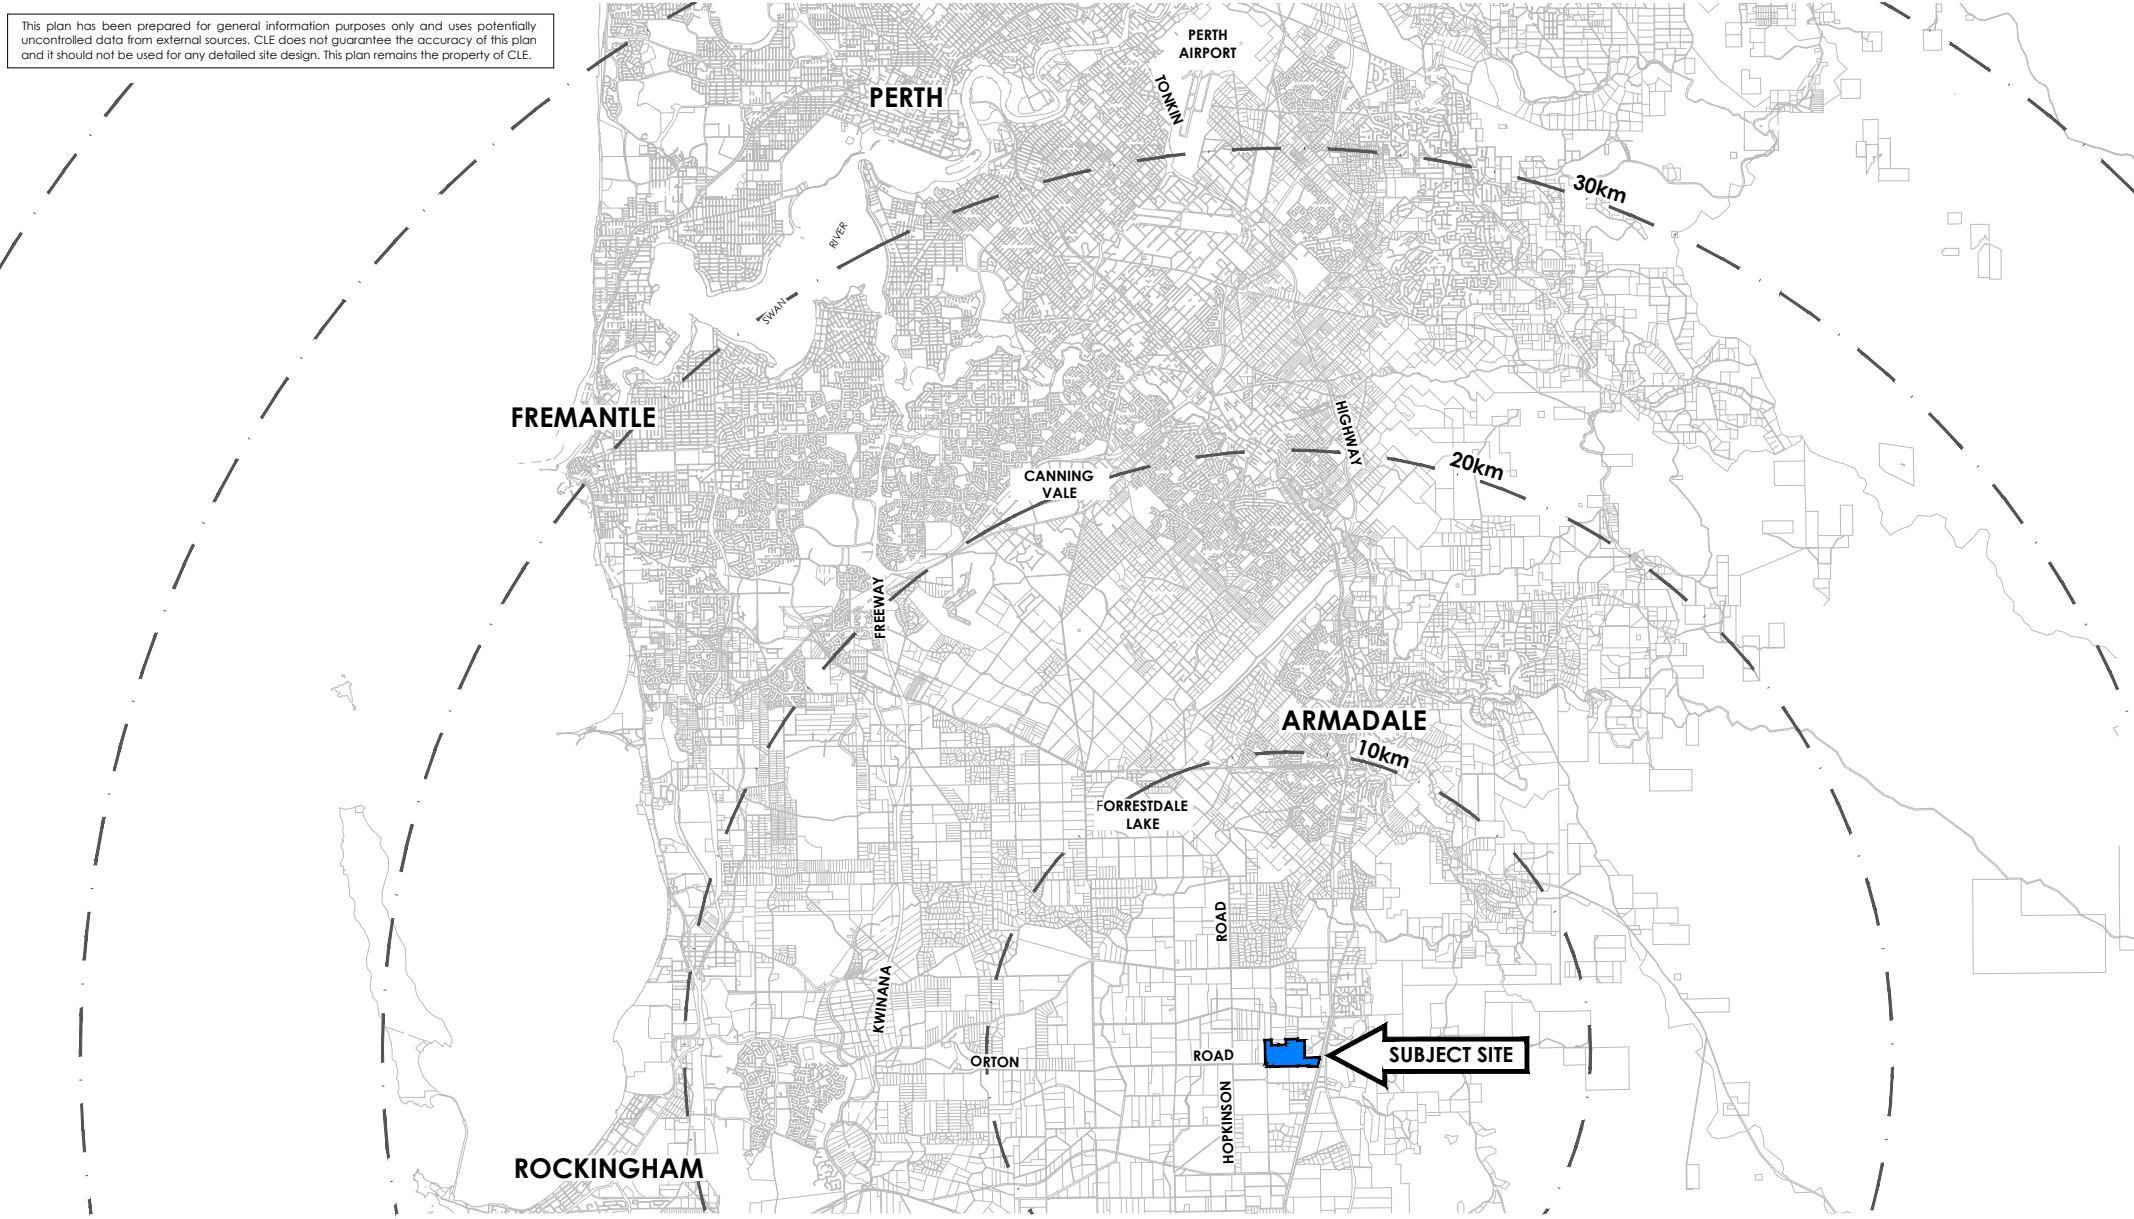 This plan has been prepared for general information purposes only and uses potentially
uncontrolled data from external sources. CLE does not guarantee the accuracy of this plan
and it should not be used for any detailed site design. This plan remains the property of CLE.
PERTH
AIRPORT
TONKIN
PERTH
30km
RIVER
SWAN
FREMANTLE
HIGHWAY
20km
CANNING
VALE
FREEWAY
ARMADALE
10km
FORRESTDALE
LAKE
ROAD
KWINANA
ORTON
ROAD
SUBJECT SITE
HOPKINSON
ROCKINGHAM